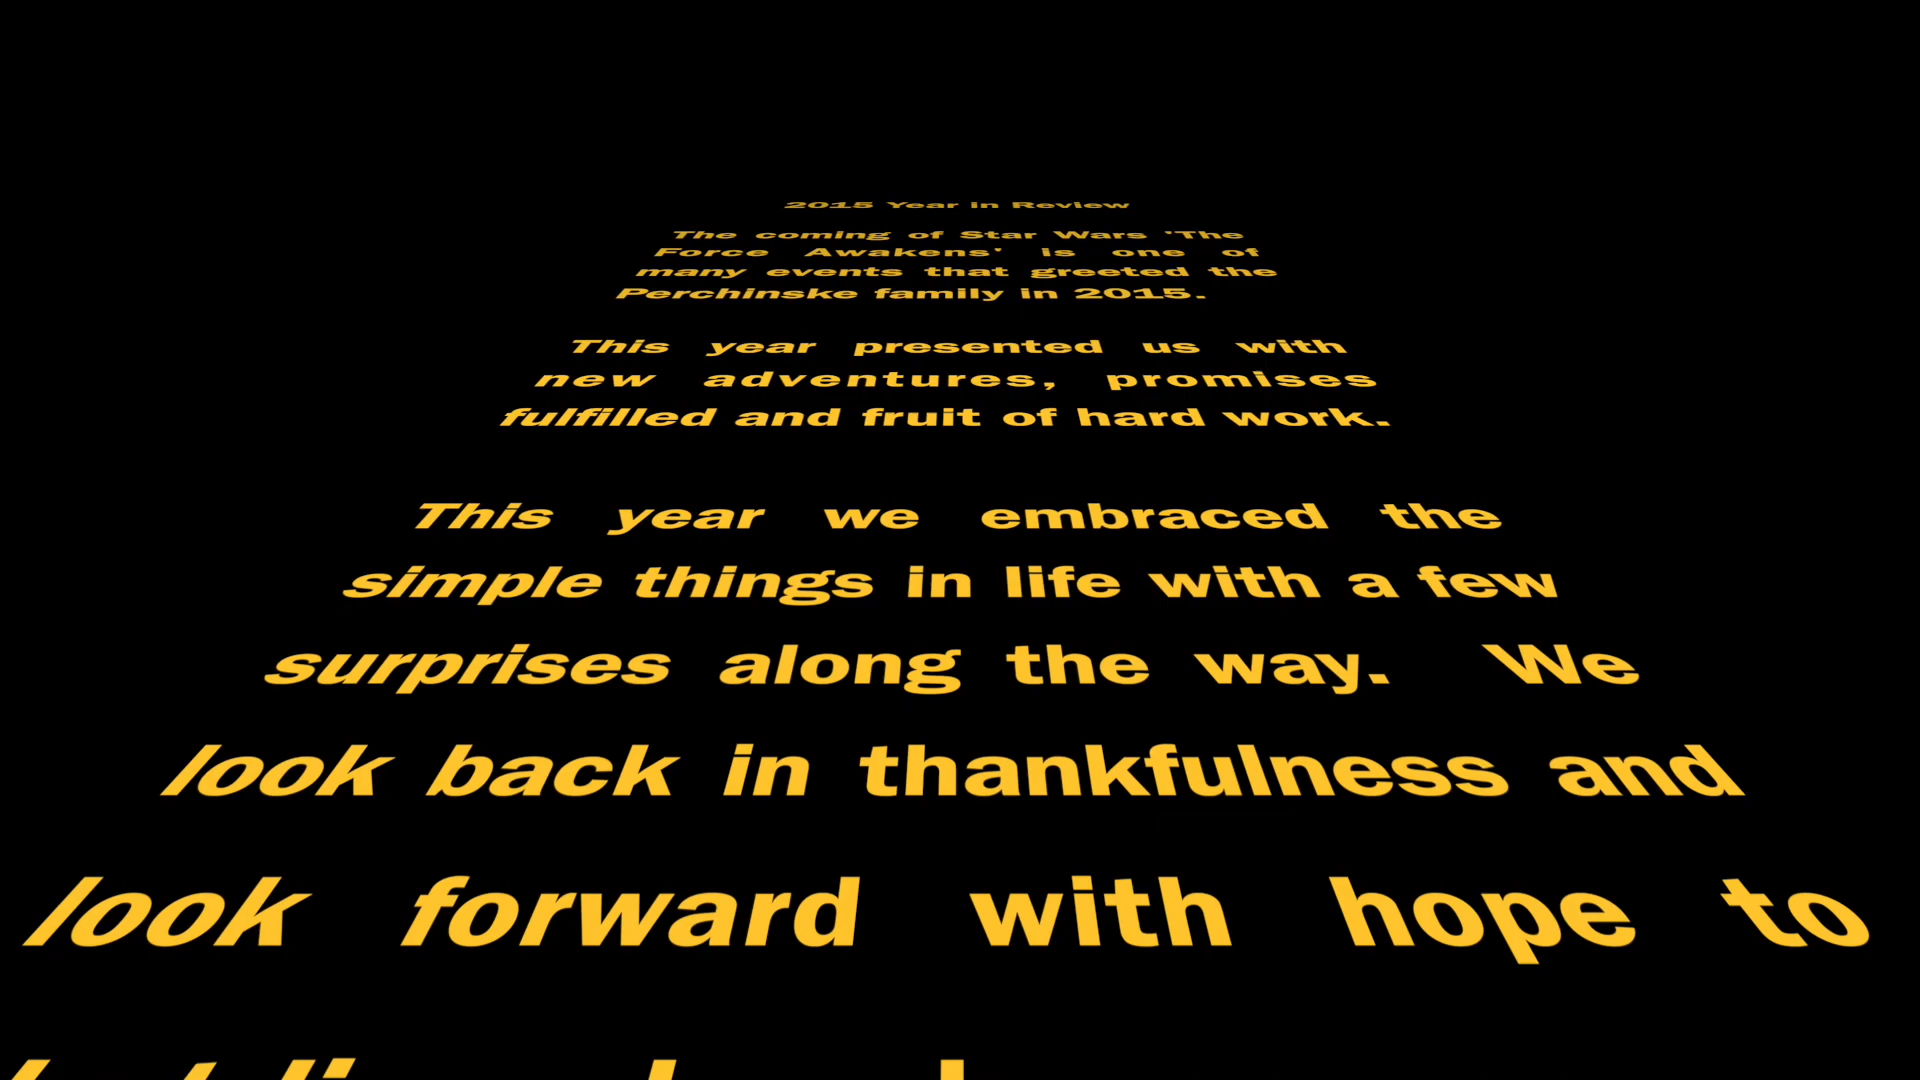 2015 Year in Review
The coming of Star Wars 'The
Force Awakens' is one of
many events that greeted the
Perchinske family in 2015.
This year presented us with
new adventures, promises
fulfilled and fruit of hard work.
This year we embraced the
simple things in life with a few
surprises along the way. We
look back in thankfulness and
look forward with hope to